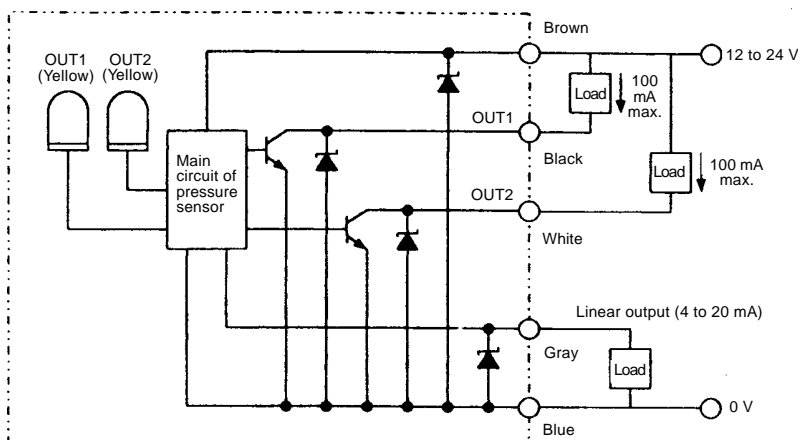 Brown
OUT1
(Yellow)
OUT2
(Yellow)
12 to 24 V
Load
100
mA
max.
OUT1
Black
Main
circuit of
pressure
sensor
Load
100 mA
max.
OUT2
White
Linear output (4 to 20 mA)
Gray
Load
0 V
Blue